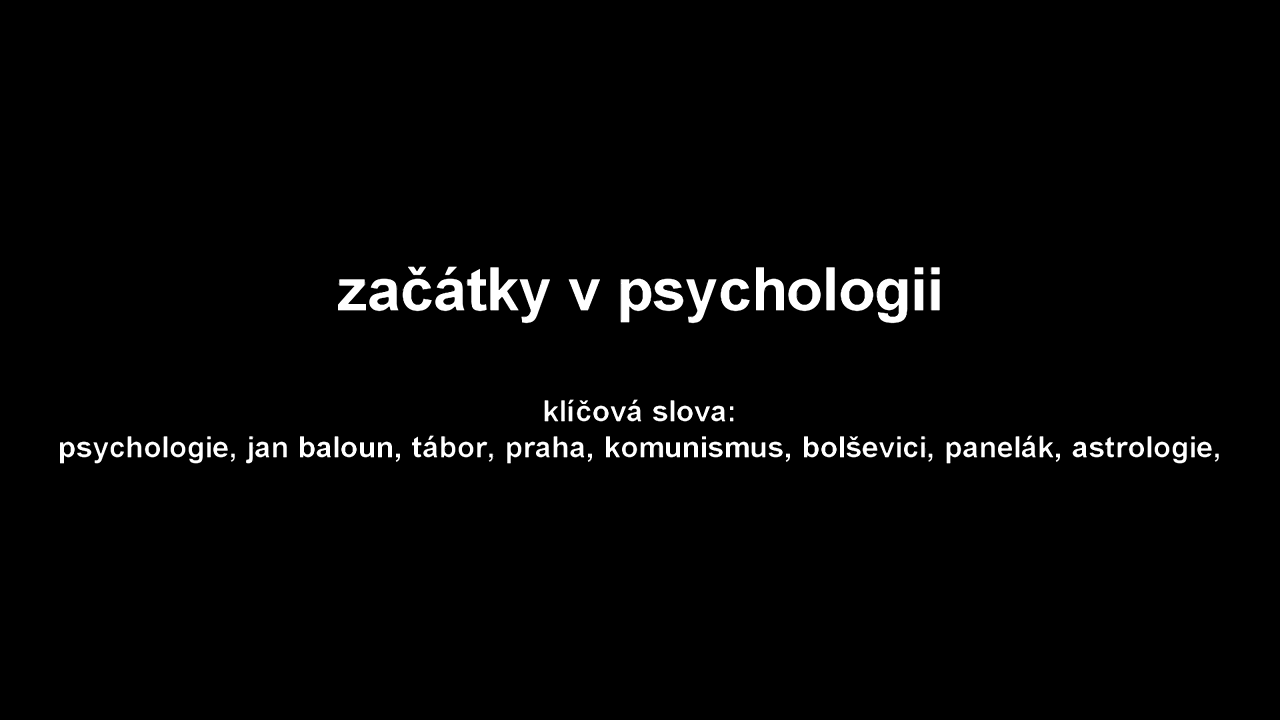 začátky v psychologii
klíčová slova:
psychologie, jan baloun, tábor, praha, komunismus, bolševici, panelák, astrologie,